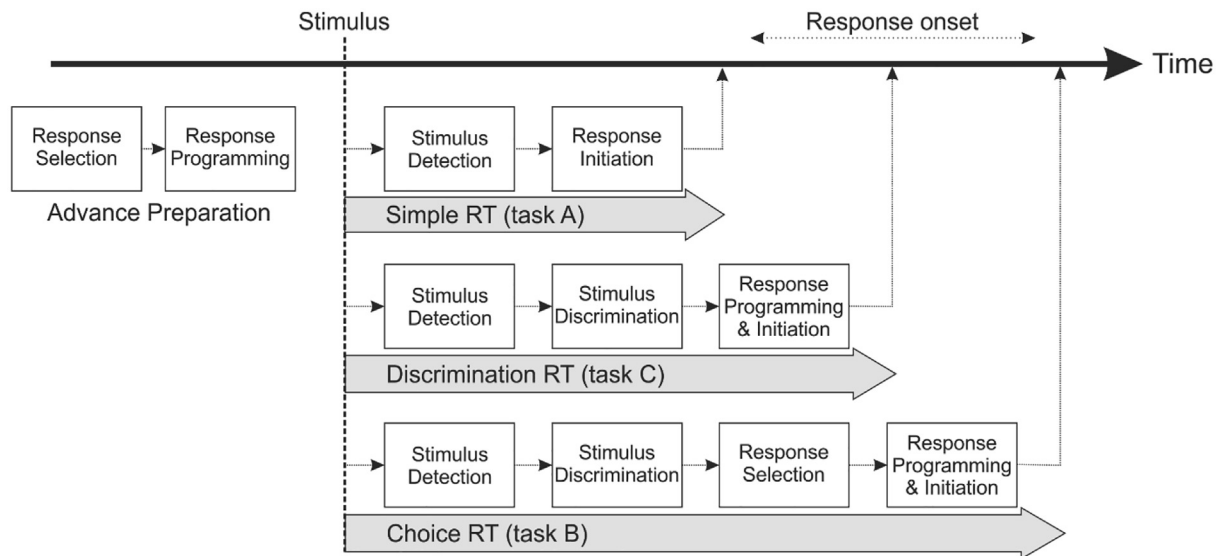 Stimulus
Response onset
Time
Response
Selection
Response
Programming
Advance Preparation
Stimulus
Detection
Response
Initiation
Simple RT (task A)
Stimulus
Detection
Stimulus
Discrimination
Response
Programming
& Initiation
Discrimination RT (task C)
Stimulus
Detection
Stimulus
Discrimination
Response
Selection
Response
Programming
& Initiation
Choice RT (task B)